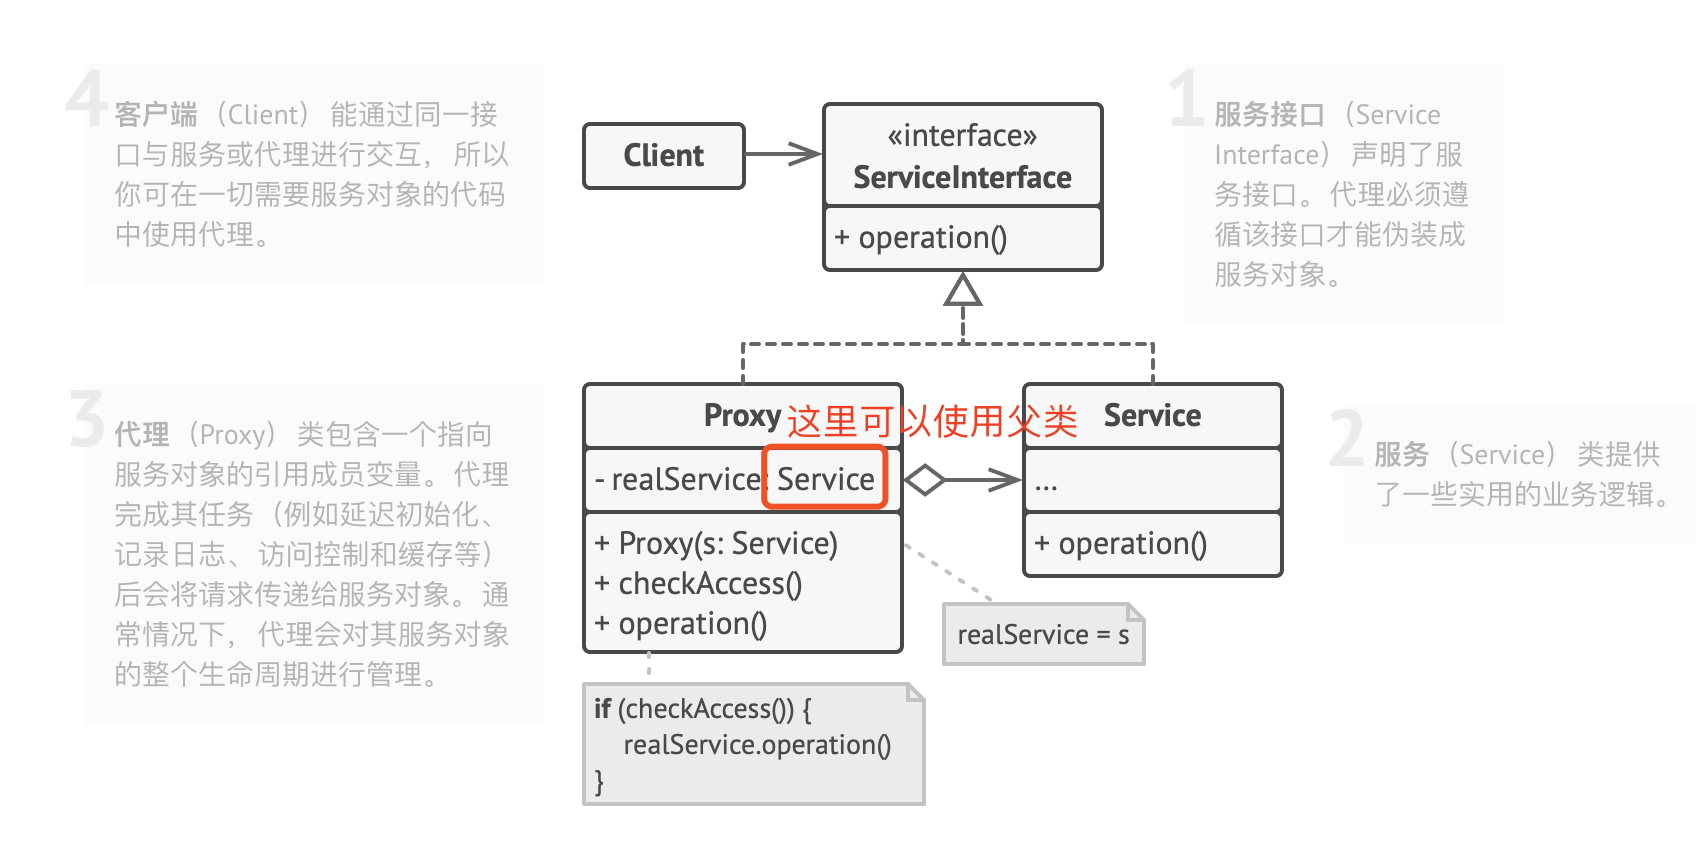 4
客户端（Client）能通过同一接
口与服务或代理进行交互，所以
你可在一切需要服务对象的代码
中使用代理。
Client
«interface»
ServiceInterface
+ operation()
1
服务接口（Service
Interface）声明了服
务接口。代理必须遵
循该接口才能伪装成
服务对象。
3
代理（Proxy）类包含一个指向
服务对象的引用成员变量。代理
完成其任务（例如延迟初始化、
记录日志、访问控制和缓存等）
后会将请求传递给服务对象。通
常情况下，代理会对其服务对象
的整个生命周期进行管理。
Proxy
这里可以使用父类
- realService: Service
+ Proxy(s: Service)
+ checkAccess()
+ operation()
Service
...
+ operation()
2
服务（Service）类提供
了一些实用的业务逻辑。
realService = s
if (checkAccess()) {
realService.operation()
}